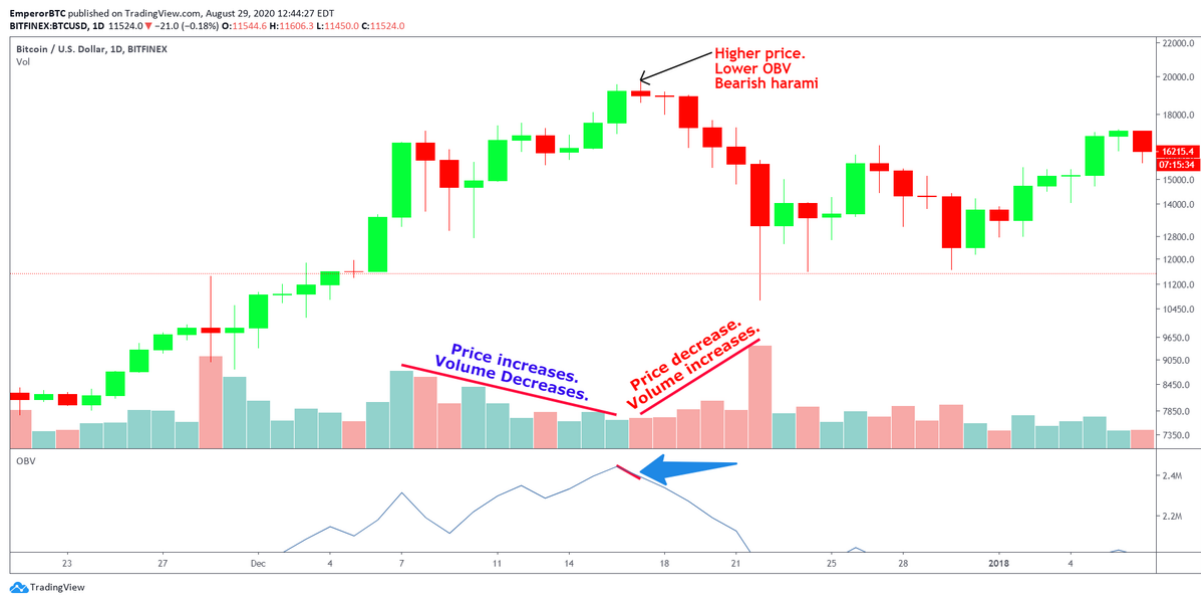 EmperorBTC published on TradingView.com, August 29, 2020 12:44:27 EDT
BITFINEX:BTCUSD, 1D 11524.0 ▼ −21.0 (−0.18%) O:11544.6 H:11606.3 L:11450.0 C:11524.0
Bitcoin / U.S. Dollar, 1D, BITFINEX
Vol
Higher price.
Lower OBV
Bearish harami
22000.0
20000.0
18000.0
16215.4
07:15:34
15000.0
14000.0
12800.0
12000.0
11200.0
10450.0
9650.0
9050.0
8450.0
7850.0
7350.0
Price increases.
Volume Decreases.
Price decrease.
Volume increases.
OBV
2.4M
2.2M
23 27 Dec 4 7 11 14 18 21 25 28 2018 4
TradingView